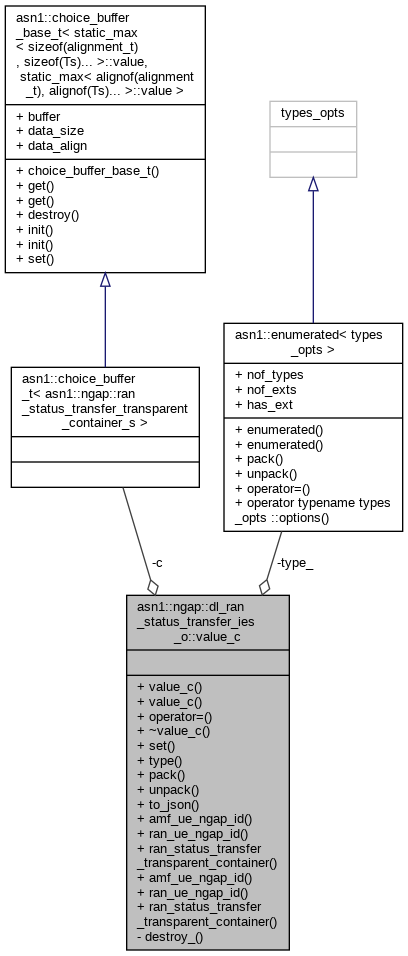 asn1::choice_buffer
_base_t< static_max
< sizeof(alignment_t)
, sizeof(Ts)... >::value,
static_max< alignof(alignment
_t), alignof(Ts)... >::value >
+ buffer
+ data_size
+ data_align
+ choice_buffer_base_t()
+ get()
+ get()
+ destroy()
+ init()
+ init()
+ set()
types_opts
asn1::enumerated< types
_opts >
+ nof_types
+ nof_exts
+ has_ext
+ enumerated()
+ enumerated()
+ pack()
+ unpack()
+ operator=()
+ operator typename types
_opts ::options()
asn1::choice_buffer
_t< asn1::ngap::ran
_status_transfer_transparent
_container_s >
-c
-type_
asn1::ngap::dl_ran
_status_transfer_ies
_o::value_c
+ value_c()
+ value_c()
+ operator=()
+ ~value_c()
+ set()
+ type()
+ pack()
+ unpack()
+ to_json()
+ amf_ue_ngap_id()
+ ran_ue_ngap_id()
+ ran_status_transfer
_transparent_container()
+ amf_ue_ngap_id()
+ ran_ue_ngap_id()
+ ran_status_transfer
_transparent_container()
- destroy_()